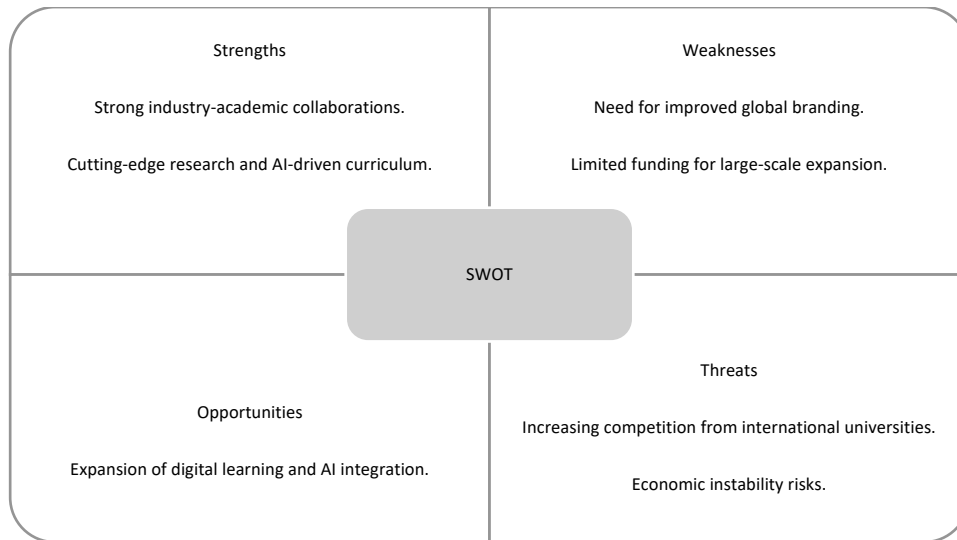 Strengths
Strong industry-academic collaborations.
Cutting-edge research and AI-driven curriculum.
Weaknesses
Need for improved global branding.
Limited funding for large-scale expansion.
SWOT
Opportunities
Expansion of digital learning and AI integration.
Threats
Increasing competition from international universities.
Economic instability risks.